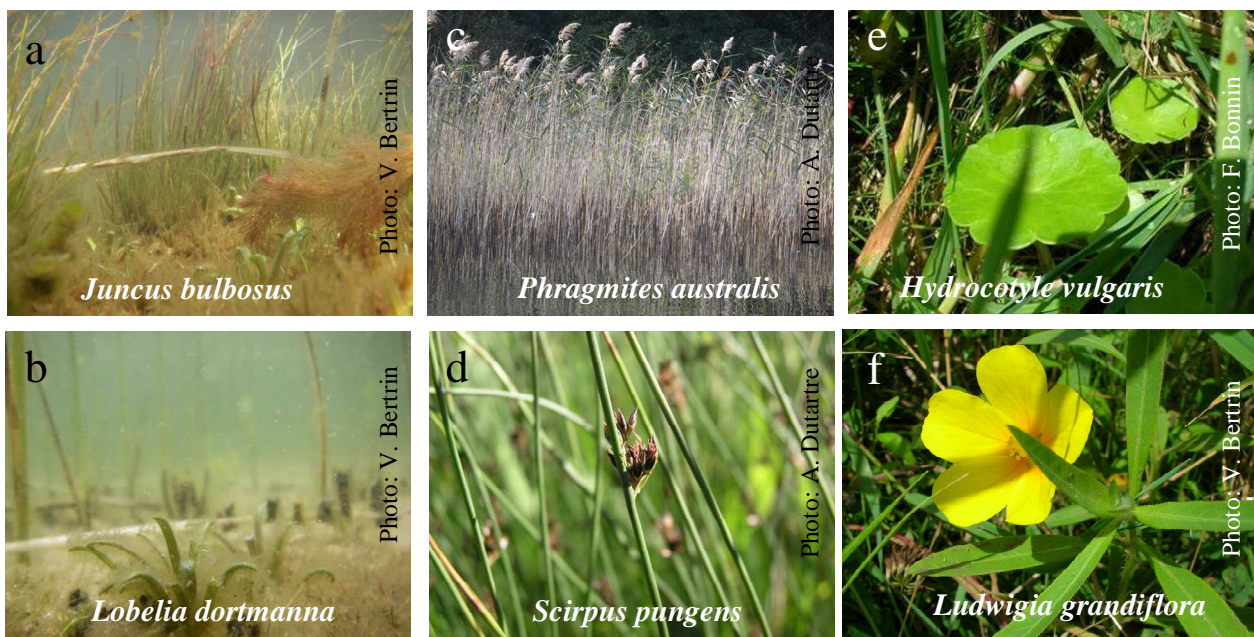 a
Photo: V. Bertrin
Juncus bulbosus
b
Photo: V. Bertrin
Lobelia dortmanna
c
Photo: A. Dutartre
Phragmites australis
d
Photo: A. Dutartre
Scirpus pungens
e
Photo: F. Bonnin
Hydrocotyle vulgaris
f
Photo: V. Bertrin
Ludwigia grandiflora